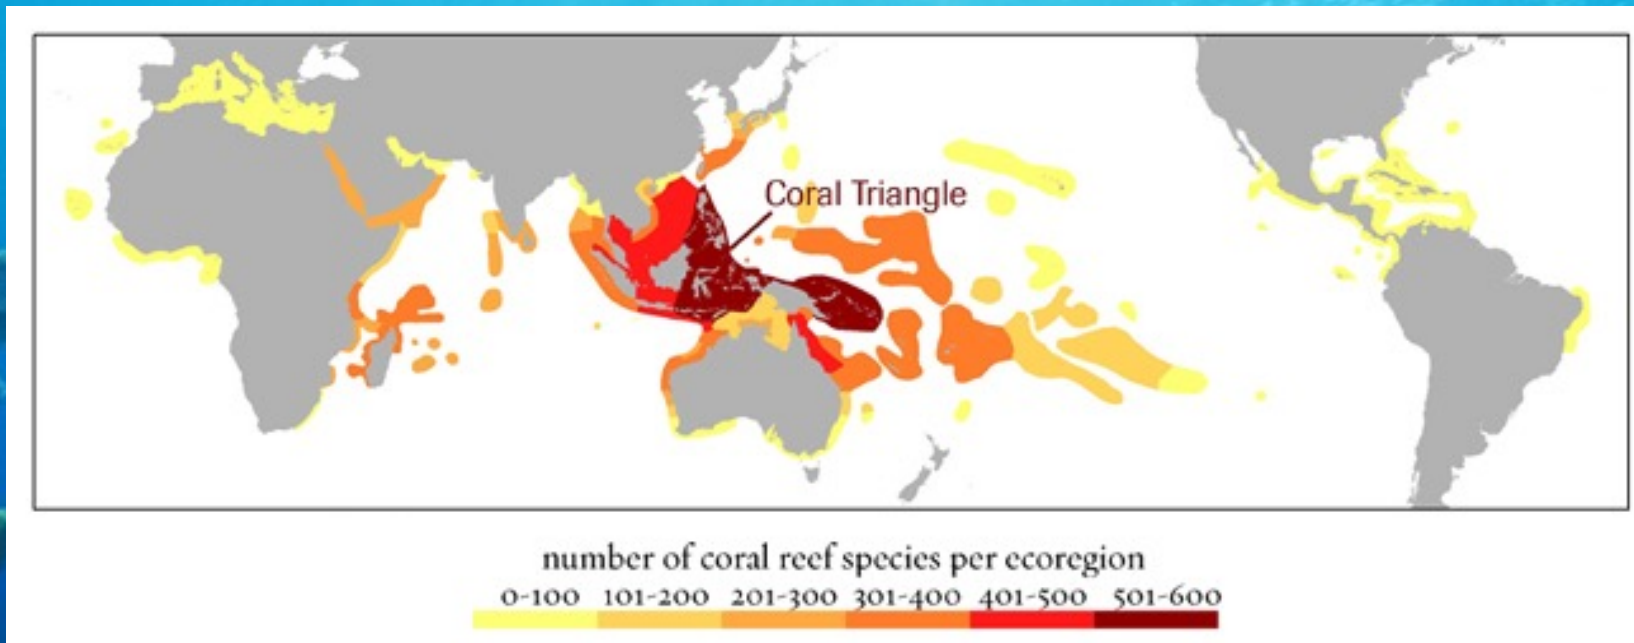 Coral Triangle
number of coral reef species per ecoregion
0-100 101-200 201-300 301-400 401-500 501-600